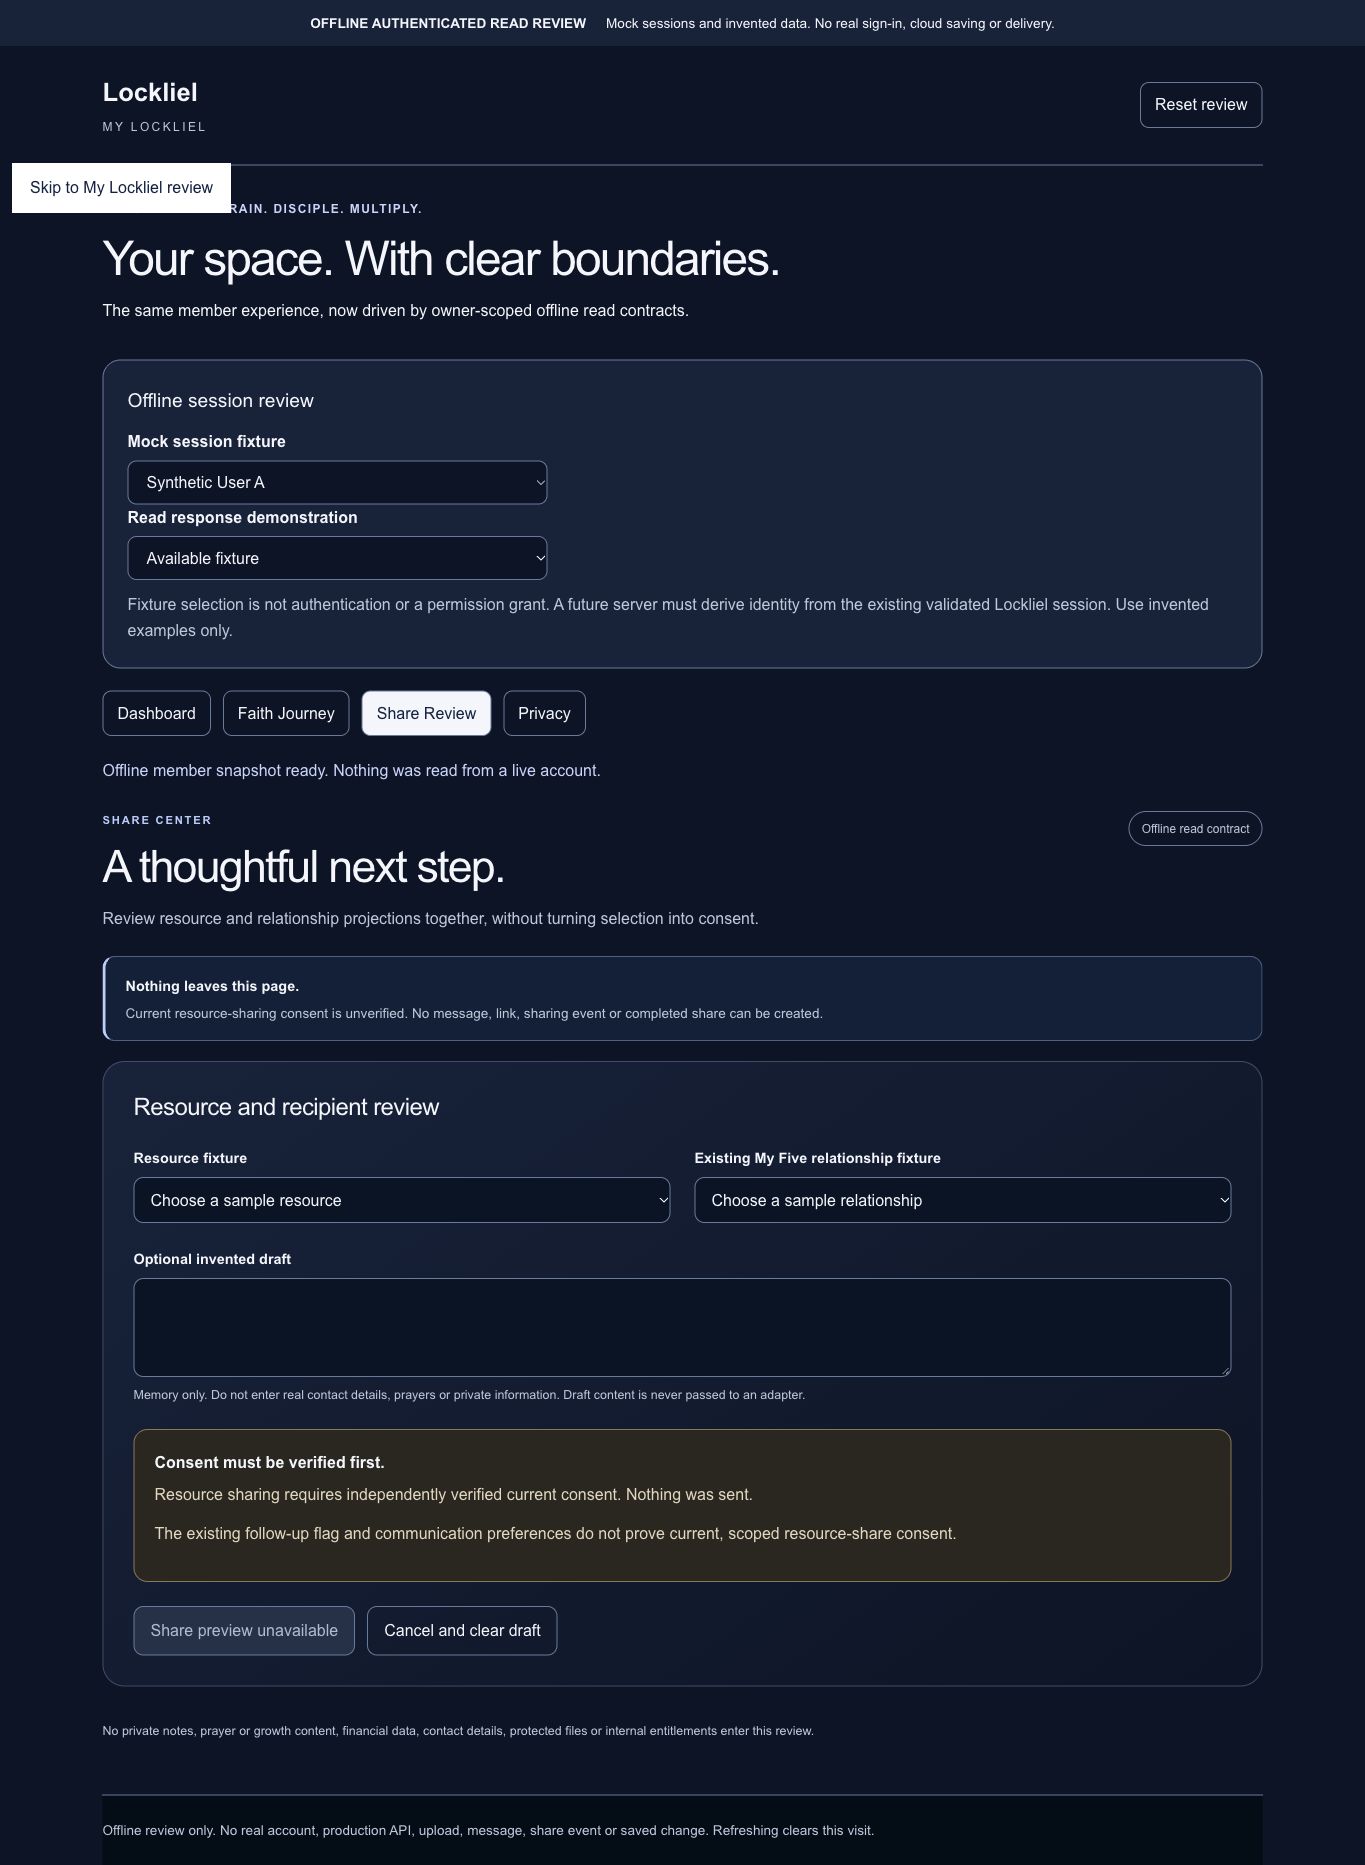 OFFLINE AUTHENTICATED READ REVIEW Mock sessions and invented data. No real sign-in, cloud saving or delivery.
Lockliel
MY LOCKLIEL
Reset review
Skip to My Lockliel review
RAIN. DISCIPLE. MULTIPLY.
Your space. With clear boundaries.
The same member experience, now driven by owner-scoped offline read contracts.
Offline session review
Mock session fixture
Synthetic User A
Read response demonstration
Available fixture
Fixture selection is not authentication or a permission grant. A future server must derive identity from the existing validated Lockliel session. Use invented
examples only.
Dashboard
Faith Journey
Share Review
Privacy
Offline member snapshot ready. Nothing was read from a live account.
SHARE CENTER
Offline read contract
A thoughtful next step.
Review resource and relationship projections together, without turning selection into consent.
Nothing leaves this page.
Current resource-sharing consent is unverified. No message, link, sharing event or completed share can be created.
Resource and recipient review
Resource fixture
Choose a sample resource
Existing My Five relationship fixture
Choose a sample relationship
Optional invented draft
Memory only. Do not enter real contact details, prayers or private information. Draft content is never passed to an adapter.
Consent must be verified first.
Resource sharing requires independently verified current consent. Nothing was sent.
The existing follow-up flag and communication preferences do not prove current, scoped resource-share consent.
Share preview unavailable
Cancel and clear draft
No private notes, prayer or growth content, financial data, contact details, protected files or internal entitlements enter this review.
Offline review only. No real account, production API, upload, message, share event or saved change. Refreshing clears this visit.